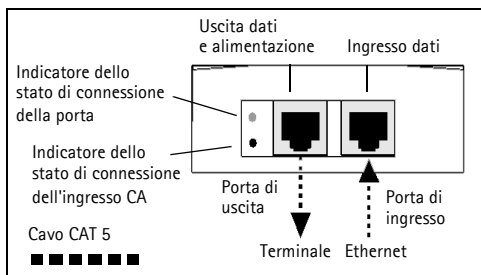 Uscita dati
e alimentazione
Ingresso dati
Indicatore dello
stato di connessione
della porta
Indicatore dello
stato di connessione
dell'ingresso CA
Porta di
uscita
Porta di
ingresso
Cavo CAT 5
Terminale
Ethernet